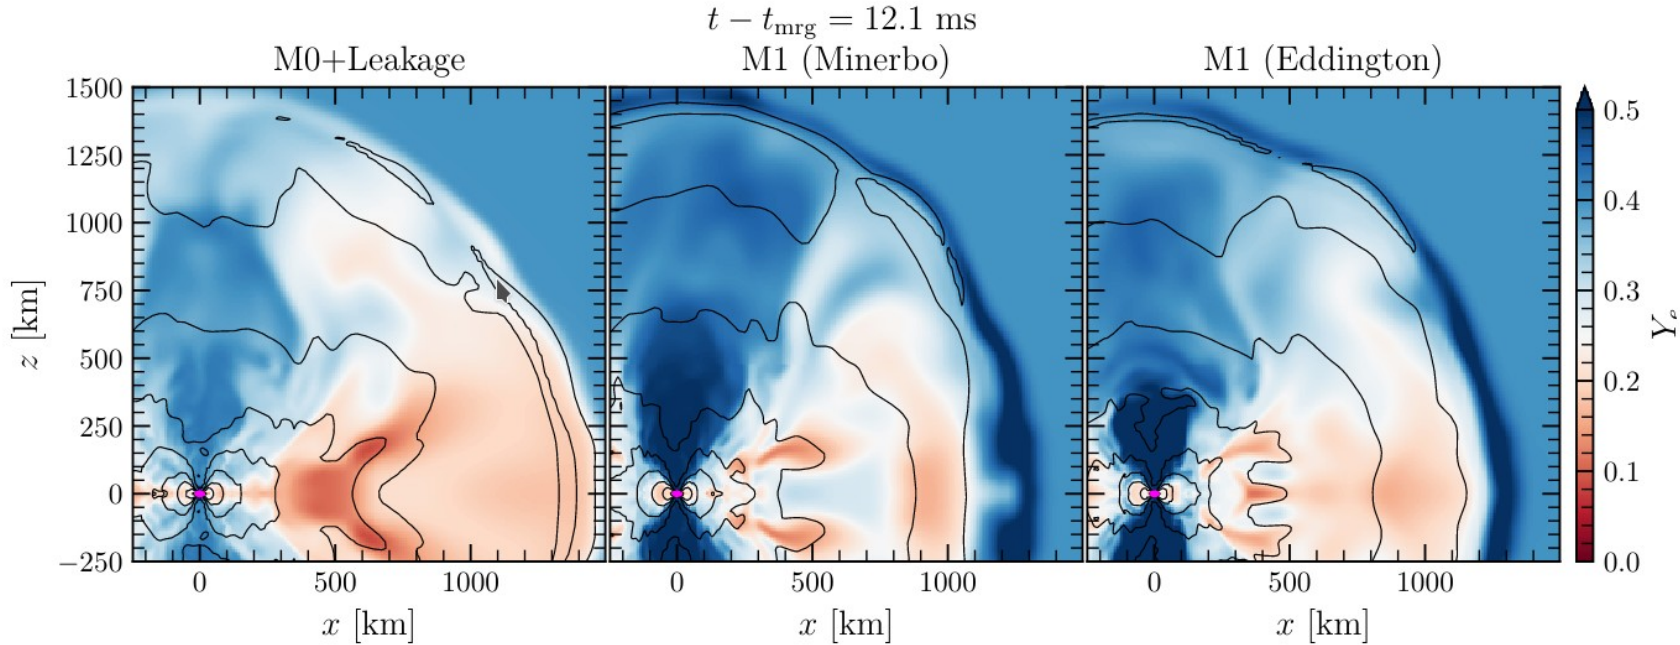 t − t_mrg = 12.1 ms
M0+Leakage
M1 (Minerbo)
M1 (Eddington)
1500
1250
1000
750
500
250
0
−250
z [km]
0 500 1000
0 500 1000
0 500 1000
x [km]
x [km]
x [km]
0.5
0.4
0.3
0.2
0.1
0.0
Y_e